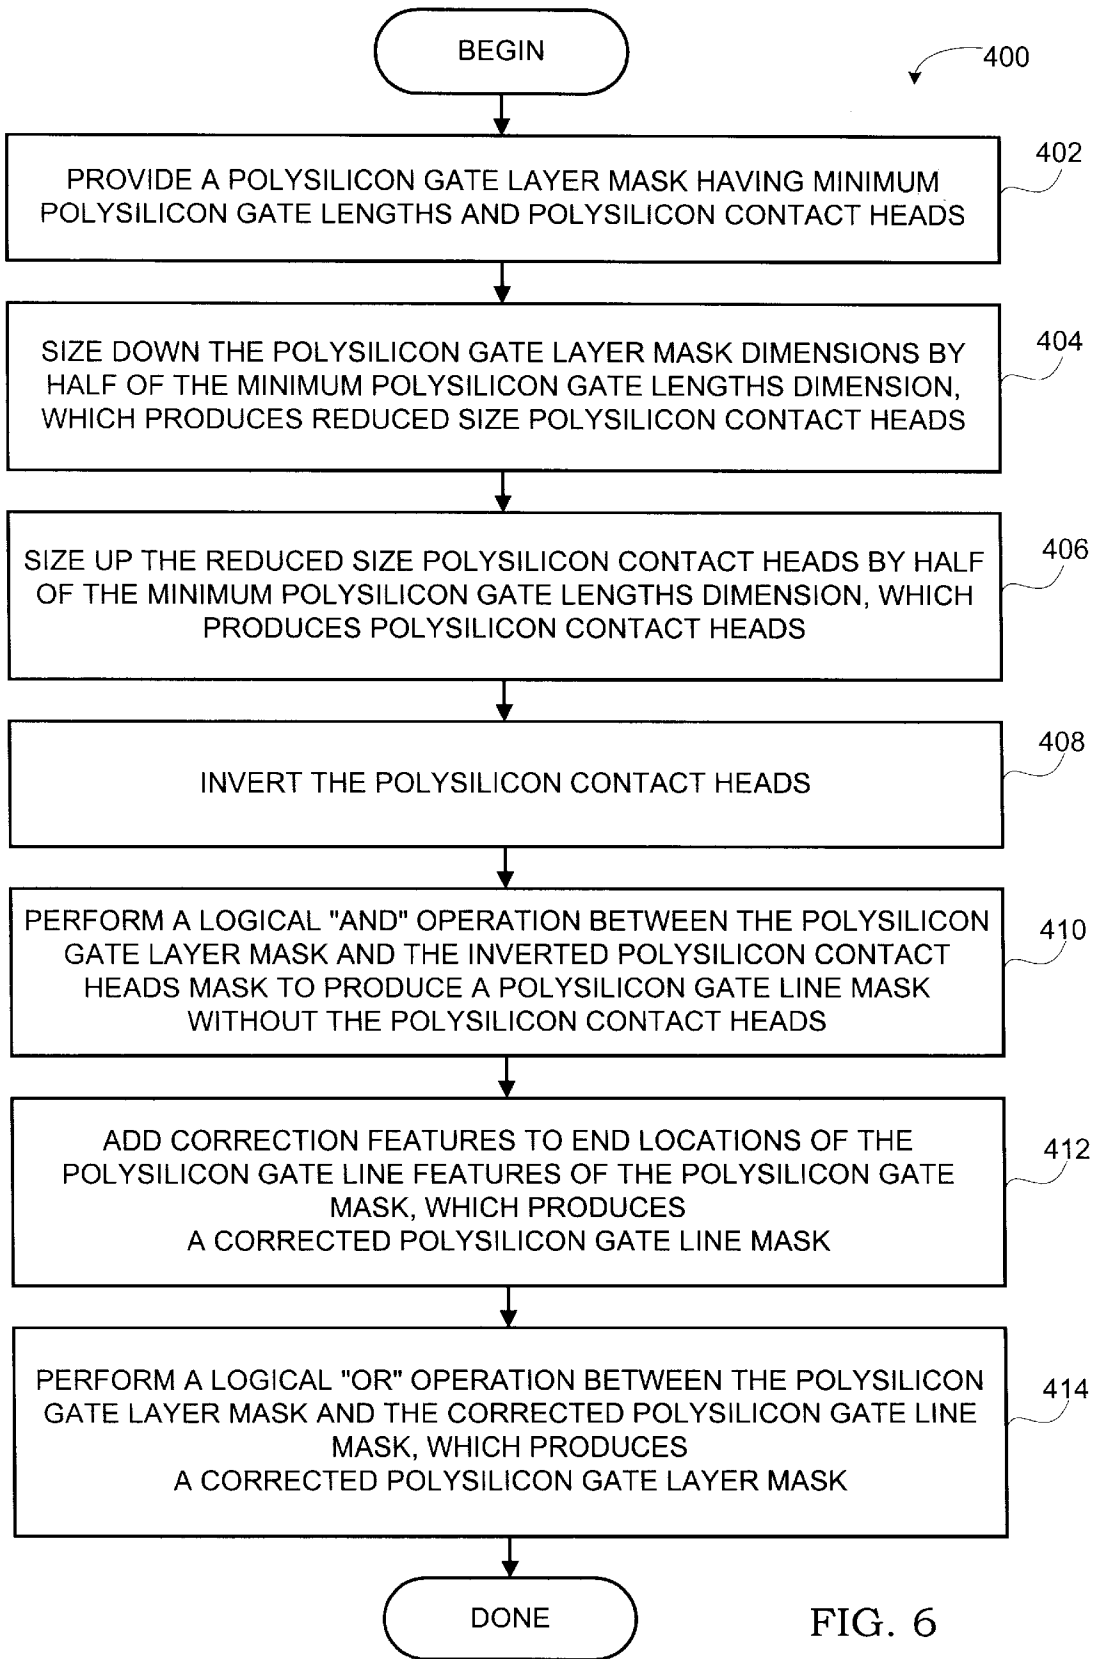 BEGIN
400
402
PROVIDE A POLYSILICON GATE LAYER MASK HAVING MINIMUM
POLYSILICON GATE LENGTHS AND POLYSILICON CONTACT HEADS
404
SIZE DOWN THE POLYSILICON GATE LAYER MASK DIMENSIONS BY
HALF OF THE MINIMUM POLYSILICON GATE LENGTHS DIMENSION,
WHICH PRODUCES REDUCED SIZE POLYSILICON CONTACT HEADS
406
SIZE UP THE REDUCED SIZE POLYSILICON CONTACT HEADS BY HALF
OF THE MINIMUM POLYSILICON GATE LENGTHS DIMENSION, WHICH
PRODUCES POLYSILICON CONTACT HEADS
408
INVERT THE POLYSILICON CONTACT HEADS
410
PERFORM A LOGICAL "AND" OPERATION BETWEEN THE POLYSILICON
GATE LAYER MASK AND THE INVERTED POLYSILICON CONTACT
HEADS MASK TO PRODUCE A POLYSILICON GATE LINE MASK
WITHOUT THE POLYSILICON CONTACT HEADS
412
ADD CORRECTION FEATURES TO END LOCATIONS OF THE
POLYSILICON GATE LINE FEATURES OF THE POLYSILICON GATE
MASK, WHICH PRODUCES
A CORRECTED POLYSILICON GATE LINE MASK
414
PERFORM A LOGICAL "OR" OPERATION BETWEEN THE POLYSILICON
GATE LAYER MASK AND THE CORRECTED POLYSILICON GATE LINE
MASK, WHICH PRODUCES
A CORRECTED POLYSILICON GATE LAYER MASK
DONE
FIG. 6